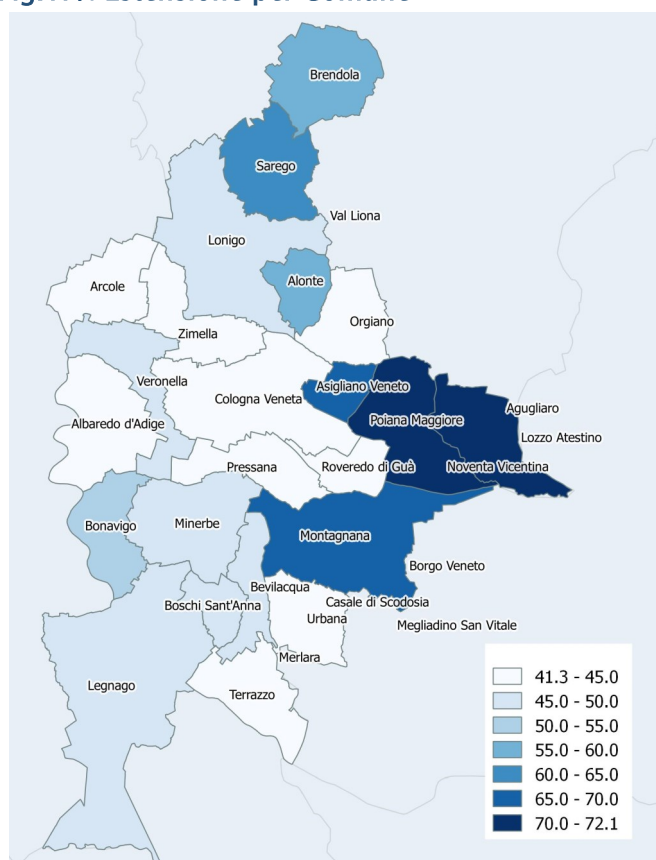 Brendola
Sarego
Val Liona
Lonigo
Alonte
Arcole
Orgiano
Zimella
Veronella
Asigliano Veneto
Cologna Veneta
Agugliaro
Albaredo d'Adige
Poiana Maggiore
Lozzo Atestino
Pressana
Roveredo di Guà
Noventa Vicentina
Bonavigo
Minerbe
Montagnana
Borgo Veneto
Bevilacqua
Boschi Sant'Anna
Casale di Scodosia
Urbana
Megliadino San Vitale
Merlara
Legnago
Terrazzo
41.3 - 45.0
45.0 - 50.0
50.0 - 55.0
55.0 - 60.0
60.0 - 65.0
65.0 - 70.0
70.0 - 72.1